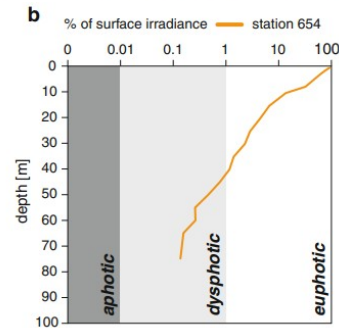 b
% of surface irradiance station 654
0 0.01 0.1 1 10 100
0
10
20
30
40
50
60
70
80
90
100
depth [m]
aphotic
dysphotic
euphotic